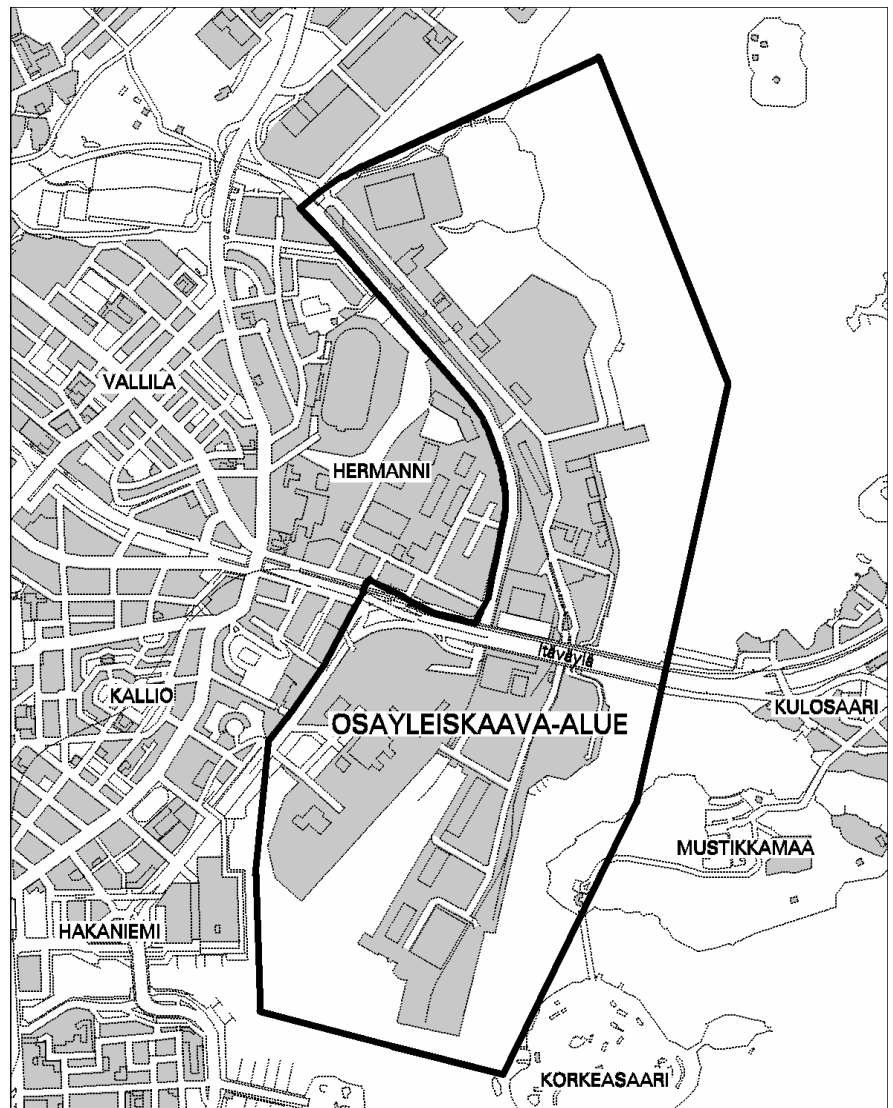 VALLILA
HERMANNI
Itäväylä
KALLIO
OSAYLEISKAAVA-ALUE
KULOSAARI
MUSTIKKAMAA
HAKANIEMI
KORKEASAARI